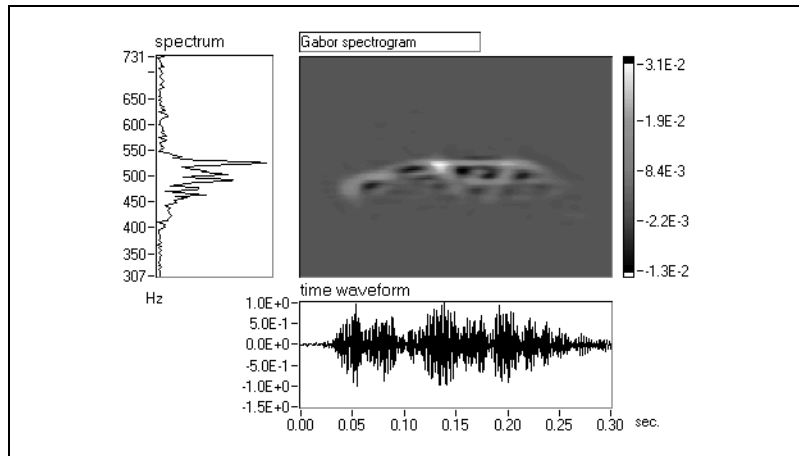 spectrum
Gabor spectrogram
731
650
600
550
500
450
400
350
307
Hz
3.1E-2
1.9E-2
8.4E-3
-2.2E-3
-1.3E-2
time waveform
1.0E+0
5.0E-1
0.0E+0
-5.0E-1
-1.0E+0
-1.5E+0
0.00 0.05 0.10 0.15 0.20 0.25 0.30 sec.